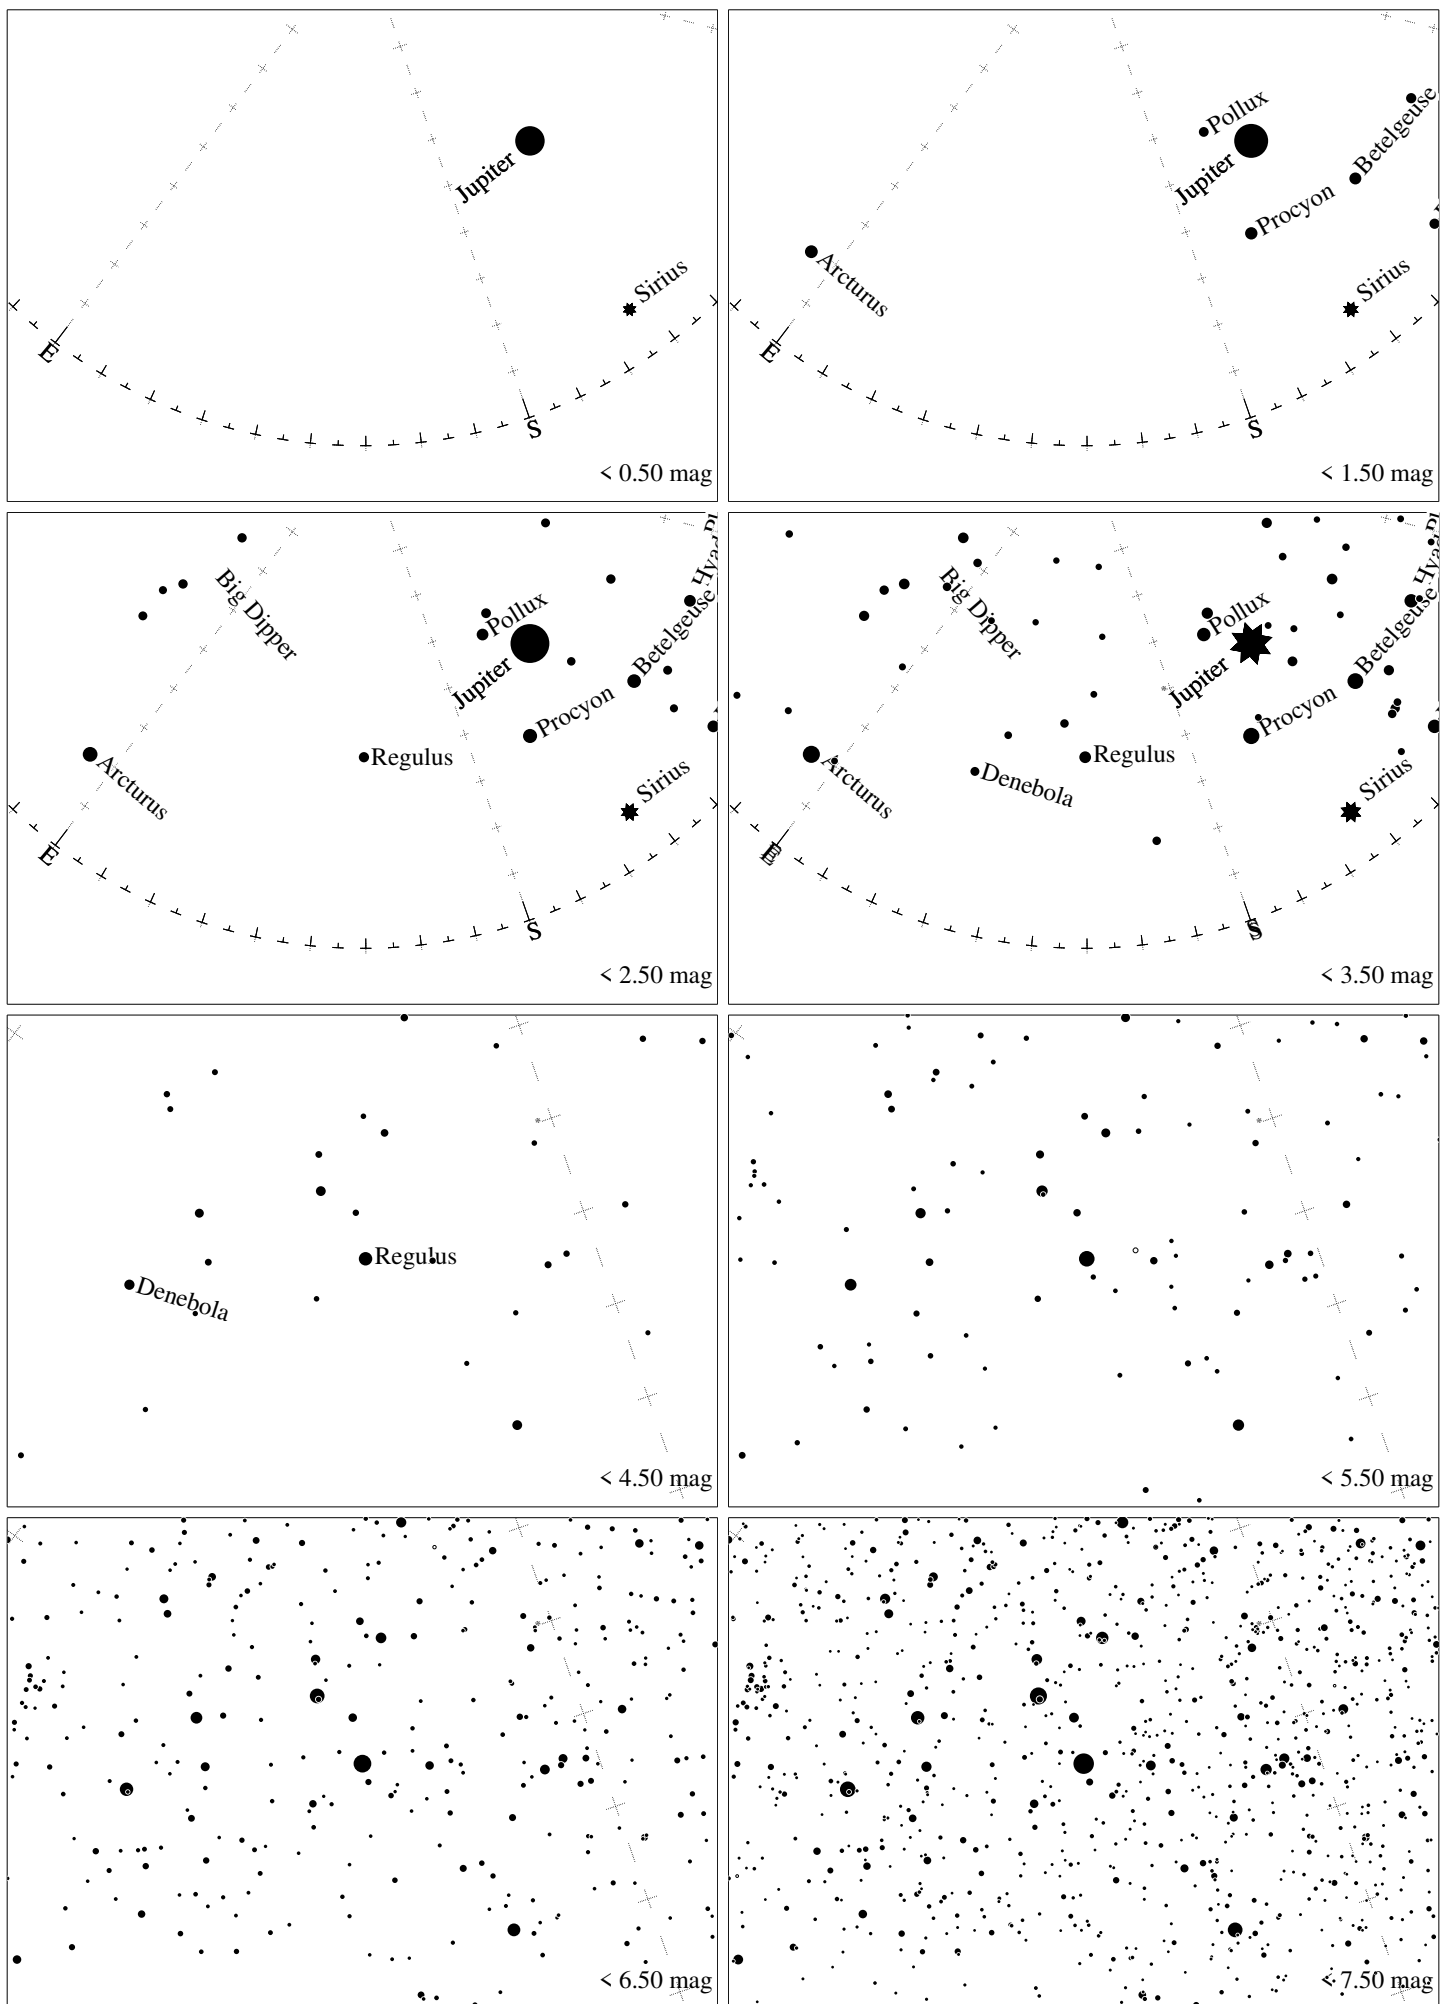 Jupiter
Sirius
E
S
< 0.50 mag
Pollux
Jupiter
Betelgeuse
Procyon
Arcturus
Sirius
E
S
< 1.50 mag
Big Dipper
Pollux
Jupiter
Betelgeuse
Procyon
Regulus
Arcturus
Sirius
E
S
< 2.50 mag
Big Dipper
Pollux
Jupiter
Betelgeuse
Procyon
Regulus
Denebola
Arcturus
Sirius
E
S
< 3.50 mag
Regulus
Denebola
< 4.50 mag
< 5.50 mag
< 6.50 mag
< 7.50 mag